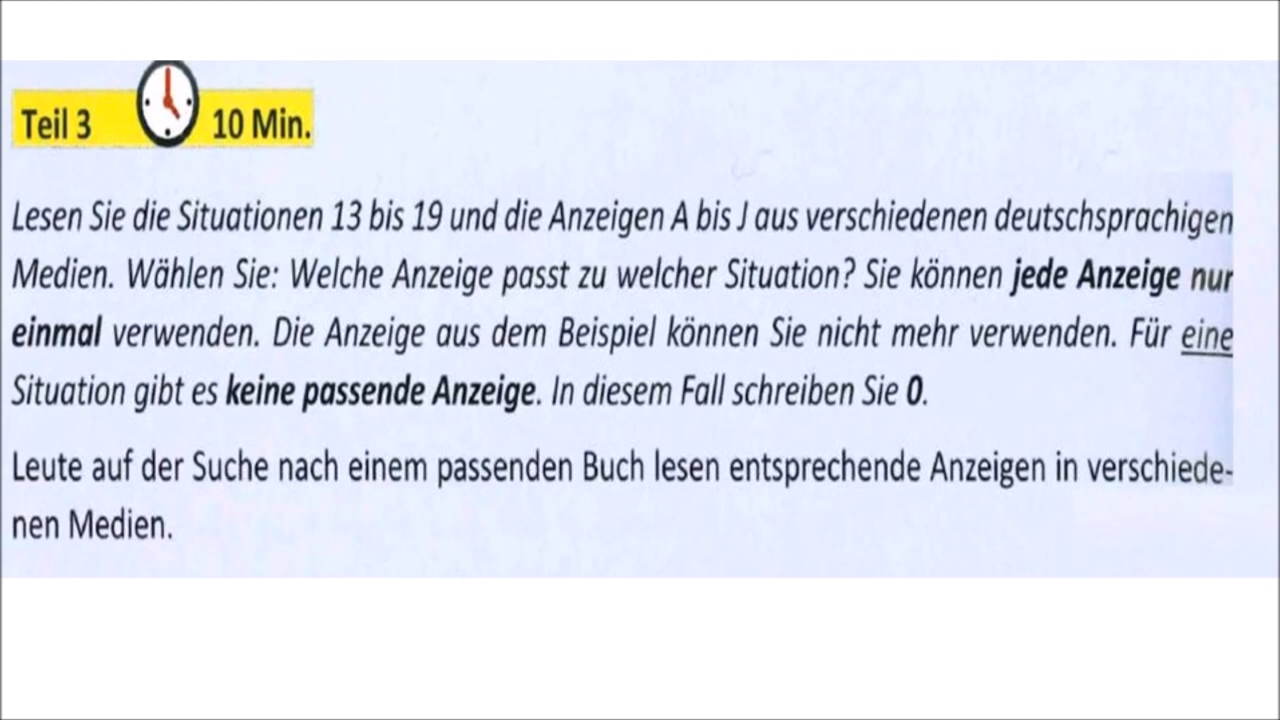 Teil 3 10 Min.
Lesen Sie die Situationen 13 bis 19 und die Anzeigen A bis J aus verschiedenen deutschsprachigen
Medien. Wählen Sie: Welche Anzeige passt zu welcher Situation? Sie können jede Anzeige nur
einmal verwenden. Die Anzeige aus dem Beispiel können Sie nicht mehr verwenden. Für eine
Situation gibt es keine passende Anzeige. In diesem Fall schreiben Sie 0.
Leute auf der Suche nach einem passenden Buch lesen entsprechende Anzeigen in verschiede-
nen Medien.